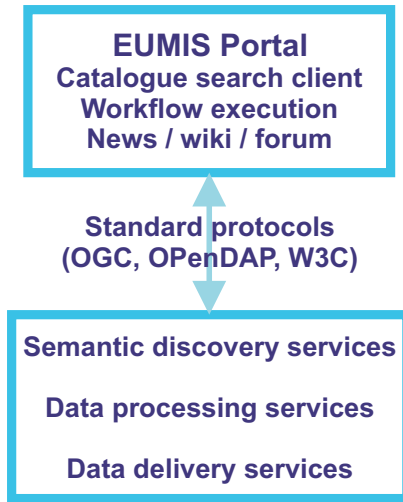 EUMIS Portal
Catalogue search client
Workflow execution
News / wiki / forum
Standard protocols
(OGC, OPenDAP, W3C)
Semantic discovery services
Data processing services
Data delivery services